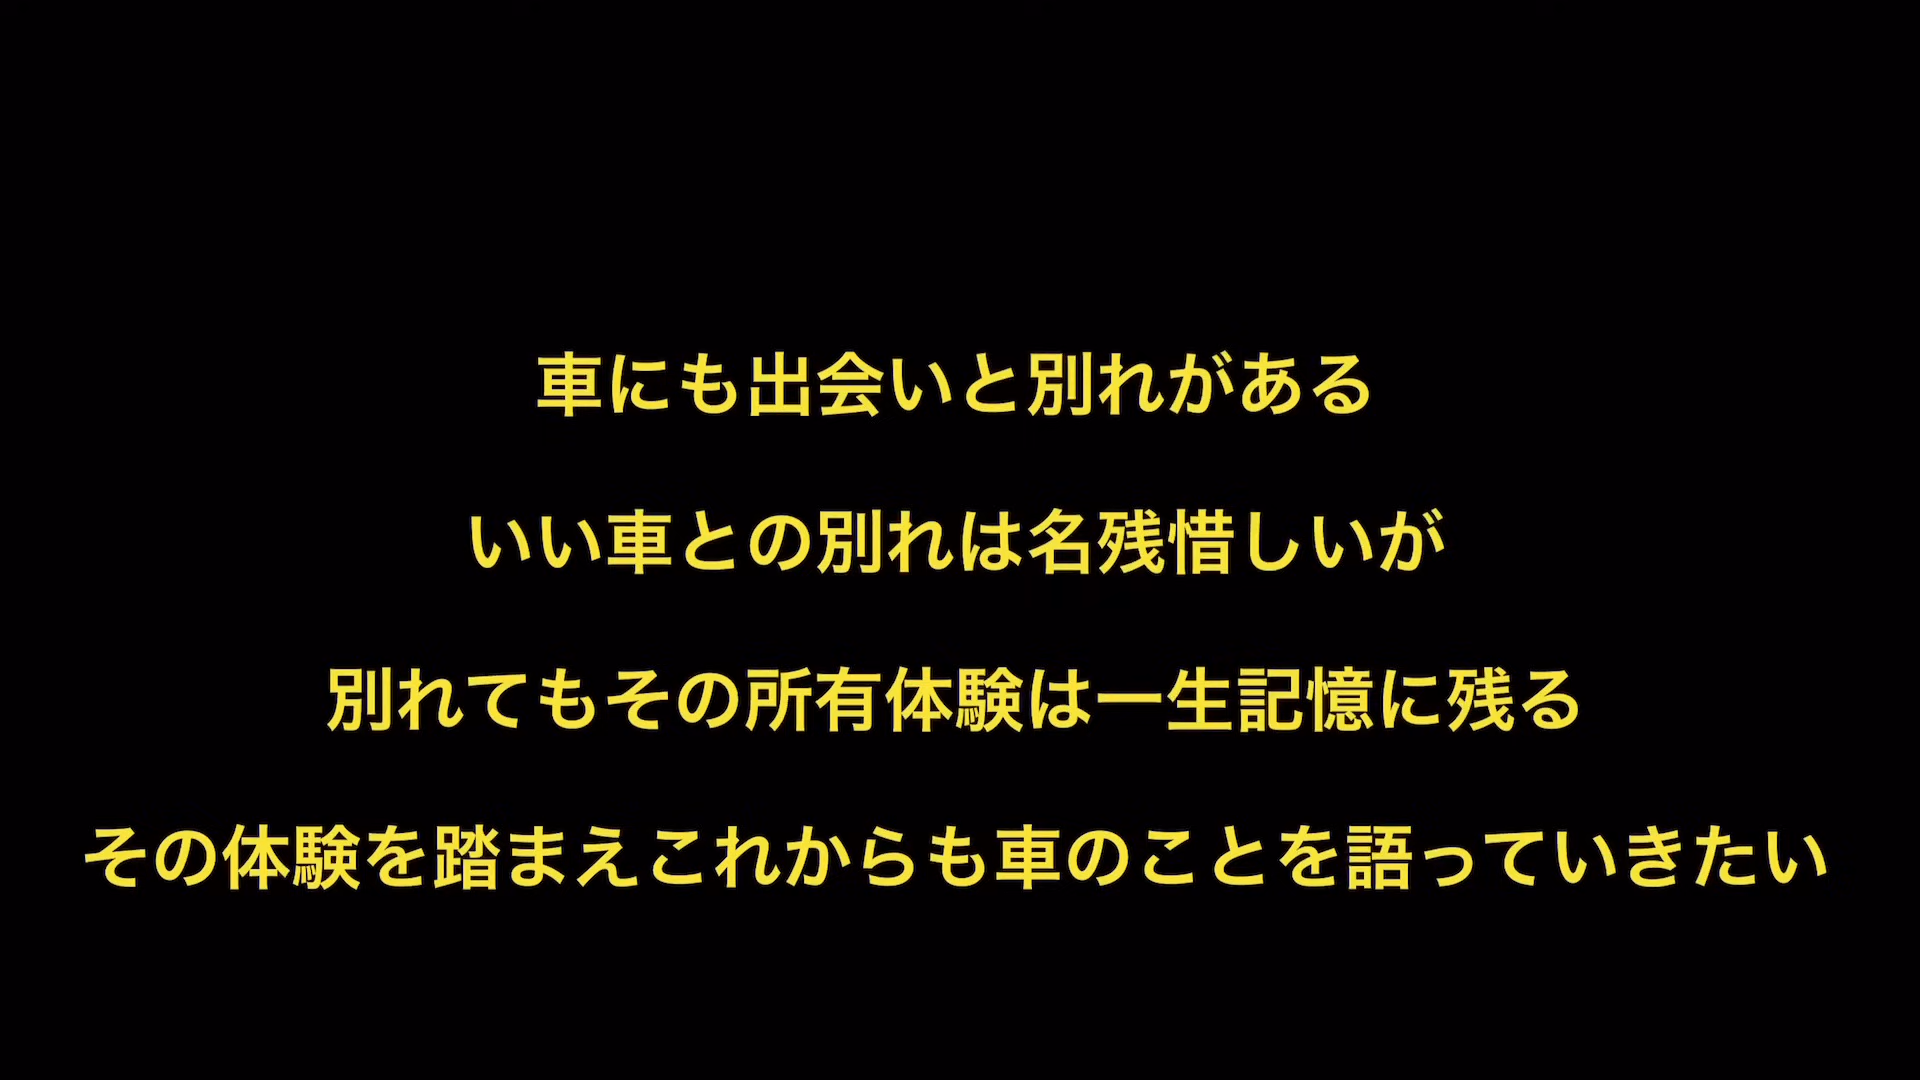 車にも出会いと別れがある
いい車との別れは名残惜しいが
別れてもその所有体験は一生記憶に残る
その体験を踏まえこれからも車のことを語っていきたい